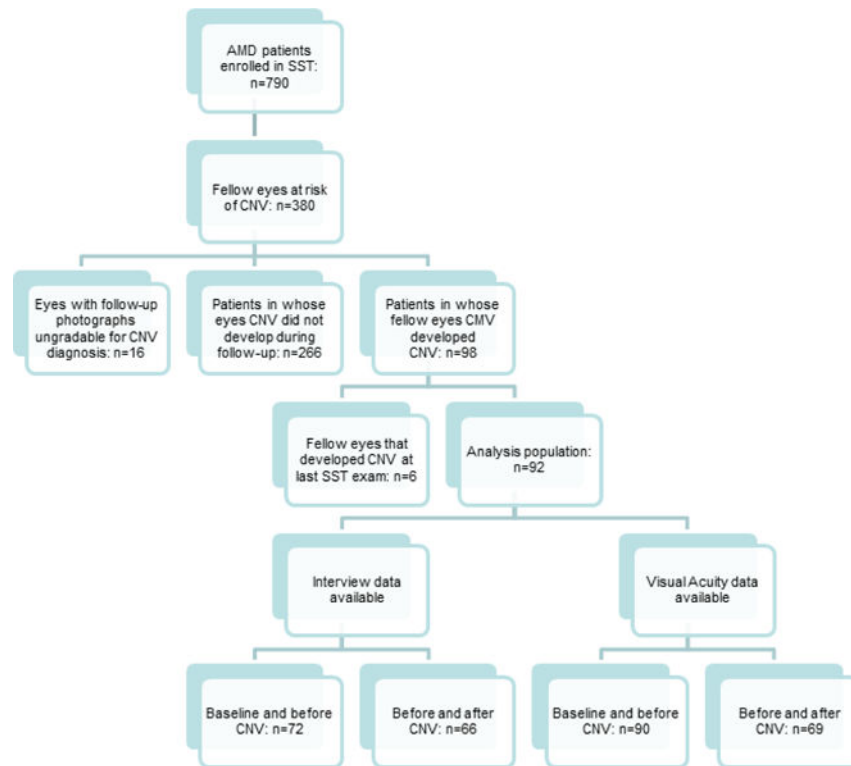 AMD patients
enrolled in SST:
n=790
Fellow eyes at risk
of CNV: n=380
Eyes with follow-up
photographs
ungradable for CNV
diagnosis: n=16
Patients in whose
eyes CNV did not
develop during
follow-up: n=266
Patients in whose
fellow eyes CMV
developed
CNV: n=98
Fellow eyes that
developed CNV at
last SST exam: n=6
Analysis population:
n=92
Interview data
available
Visual Acuity data
available
Baseline and before
CNV: n=72
Before and after
CNV: n=66
Baseline and before
CNV: n=90
Before and after
CNV: n=69